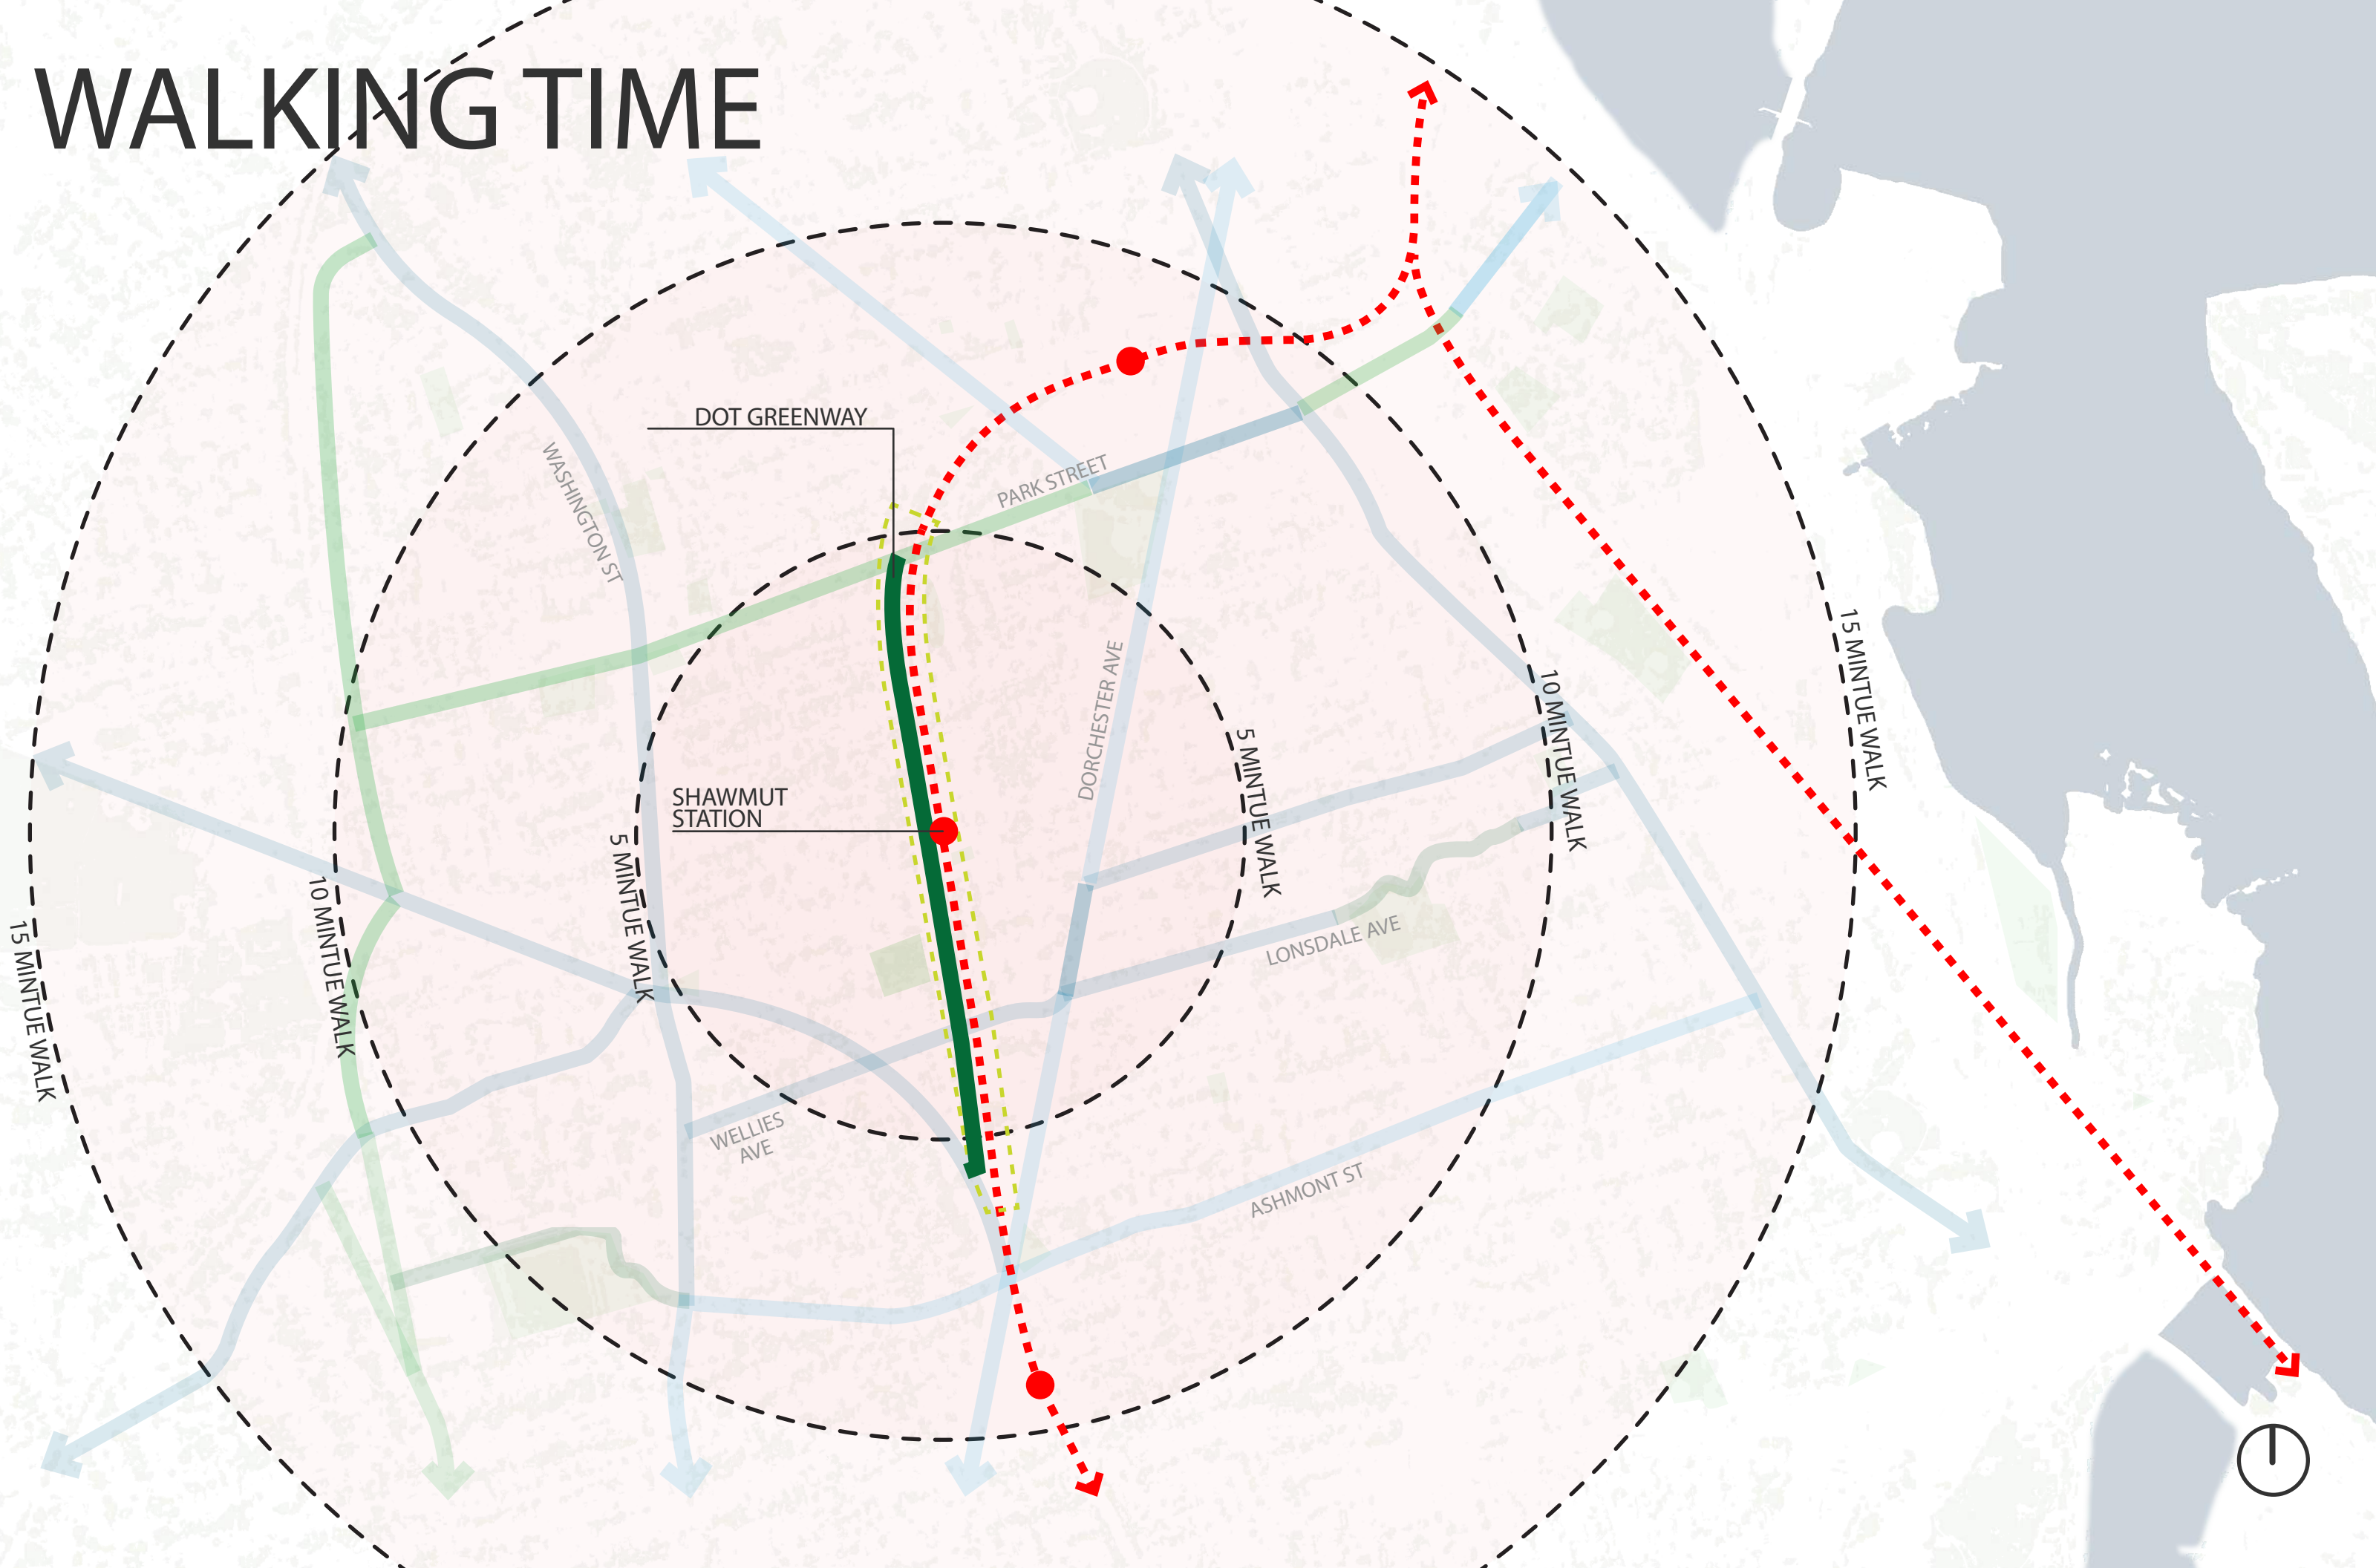 WALKING TIME
DOT GREENWAY
WASHINGTON ST
PARK STREET
DORCHESTER AVE
15 MINTUE WALK
10 MINTUE WALK
5 MINTUE WALK
SHAWMUT
STATION
5 MINTUE WALK
10 MINTUE WALK
15 MINTUE WALK
LONSDALE AVE
WELLIES
AVE
ASHMONT ST